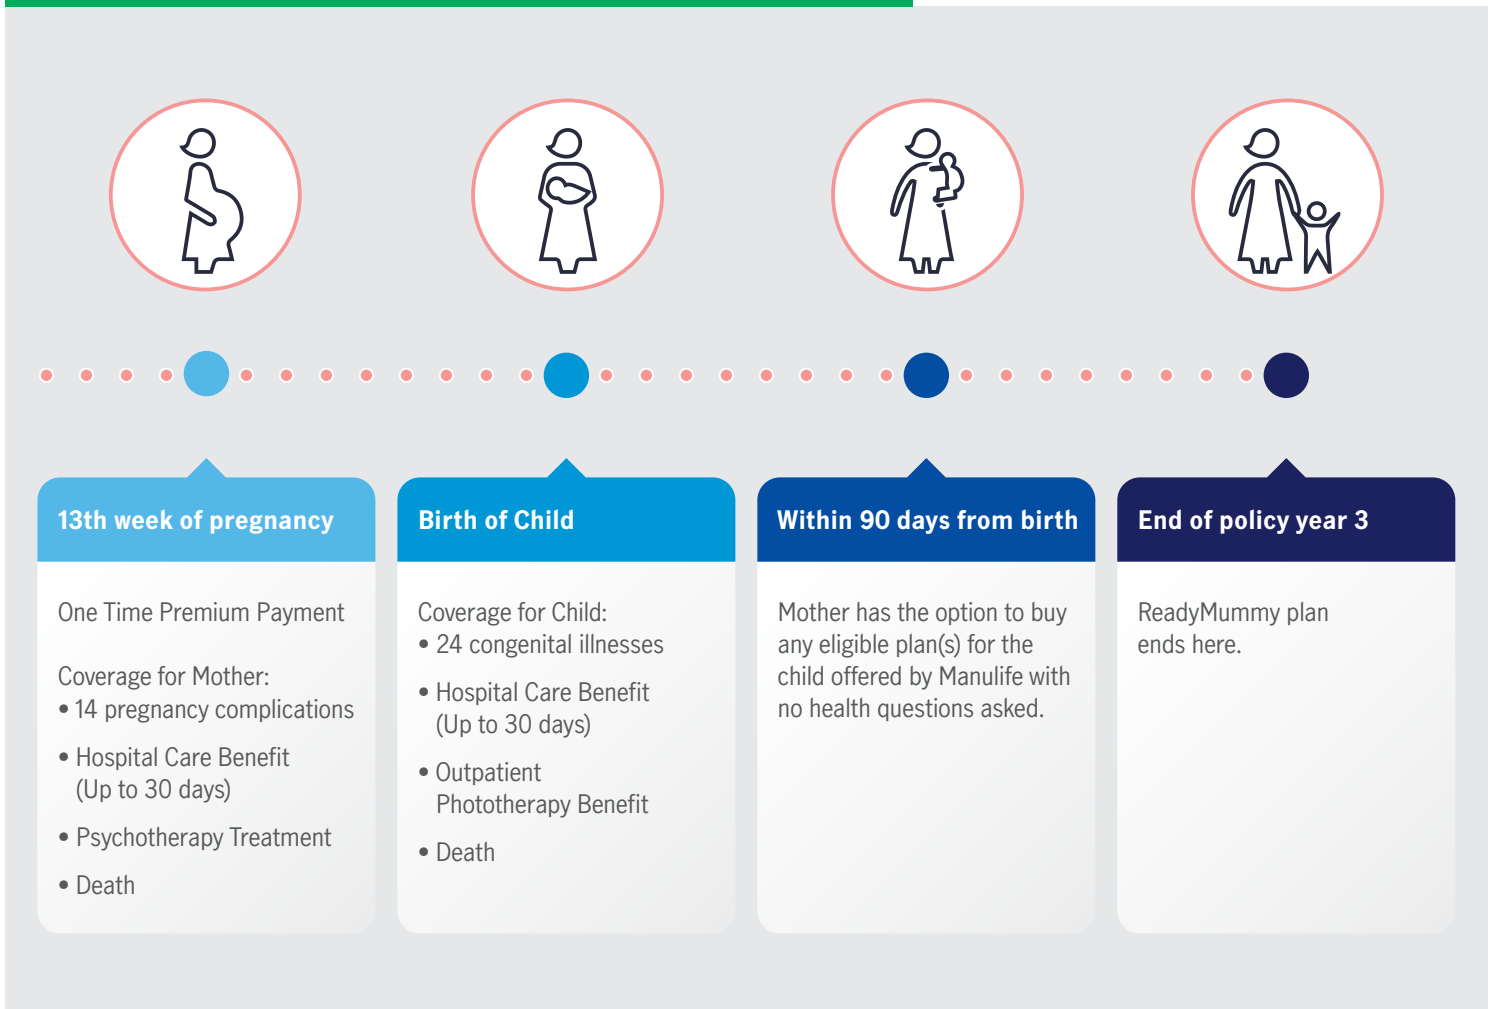 13th week of pregnancy
One Time Premium Payment
Coverage for Mother:
• 14 pregnancy complications
• Hospital Care Benefit
(Up to 30 days)
• Psychotherapy Treatment
• Death
Birth of Child
Coverage for Child:
• 24 congenital illnesses
• Hospital Care Benefit
(Up to 30 days)
• Outpatient
Phototherapy Benefit
• Death
Within 90 days from birth
Mother has the option to buy
any eligible plan(s) for the
child offered by Manulife with
no health questions asked.
End of policy year 3
ReadyMummy plan
ends here.